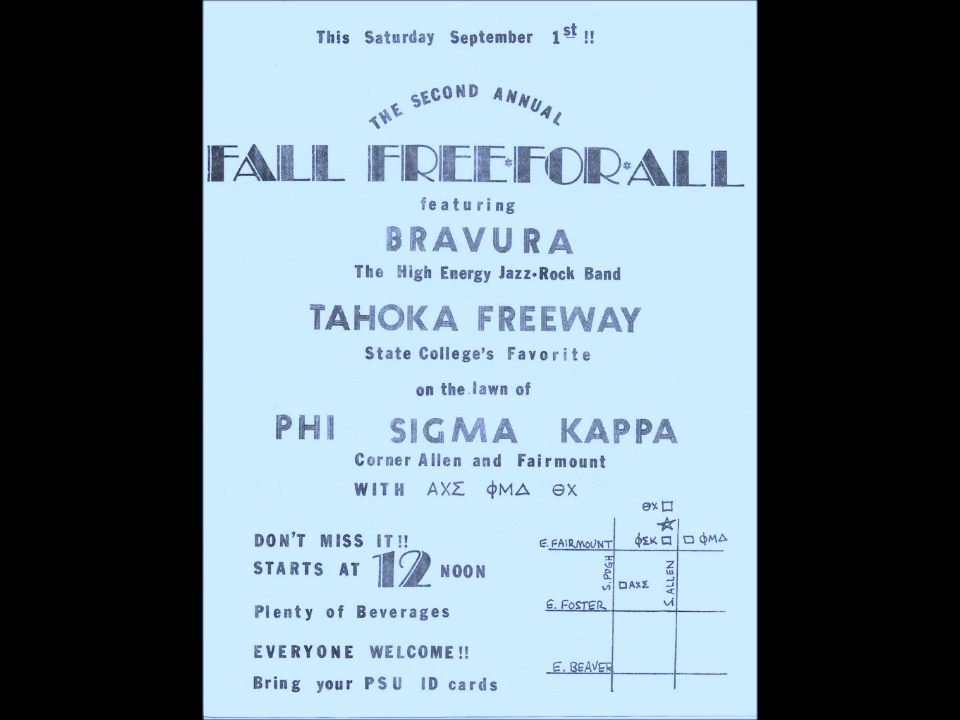 This Saturday September 1st !!
THE SECOND ANNUAL
FALL FREE*FOR*ALL
featuring
BRAVURA
The High Energy Jazz•Rock Band
TAHOKA FREEWAY
State College's Favorite
on the lawn of
PHI SIGMA KAPPA
Corner Allen and Fairmount
WITH ΑΧΣ ΦΜΔ ΘΧ
DON'T MISS IT!!
STARTS AT 12 NOON
Plenty of Beverages
EVERYONE WELCOME!!
Bring your PSU ID cards
ΘΧ
E. FAIRMOUNT ΦΣΚ ΦΜΔ
S. PUGH
ΑΧΣ
S. ALLEN
E. FOSTER
E. BEAVER